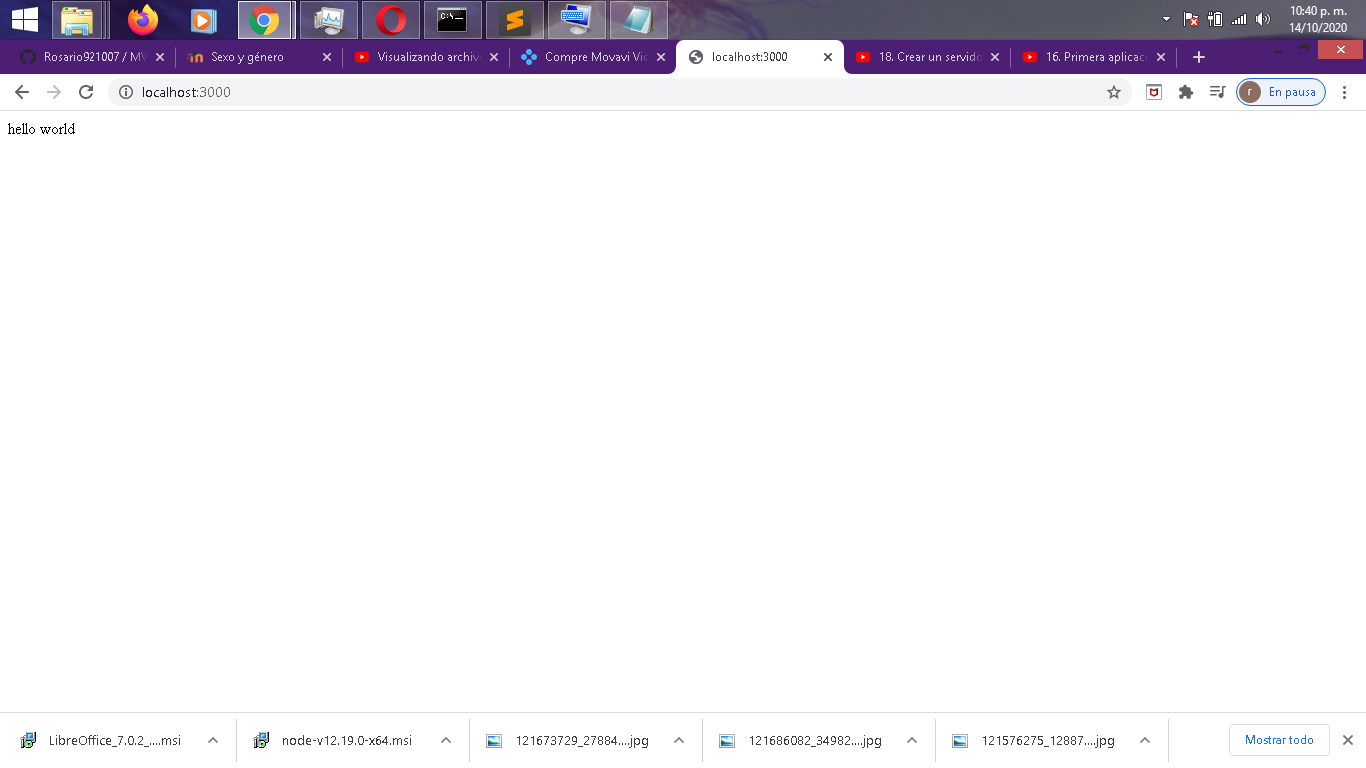 10:40 p. m.
14/10/2020
Rosario921007 / MV
Sexo y género
Visualizando archiv
Compre Movavi Vid
localhost:3000
18. Crear un servido
16. Primera aplicaci
localhost:3000
r
En pausa
hello world
LibreOffice_7.0.2_....msi
node-v12.19.0-x64.msi
121673729_27884....jpg
121686082_34982....jpg
121576275_12887....jpg
Mostrar todo